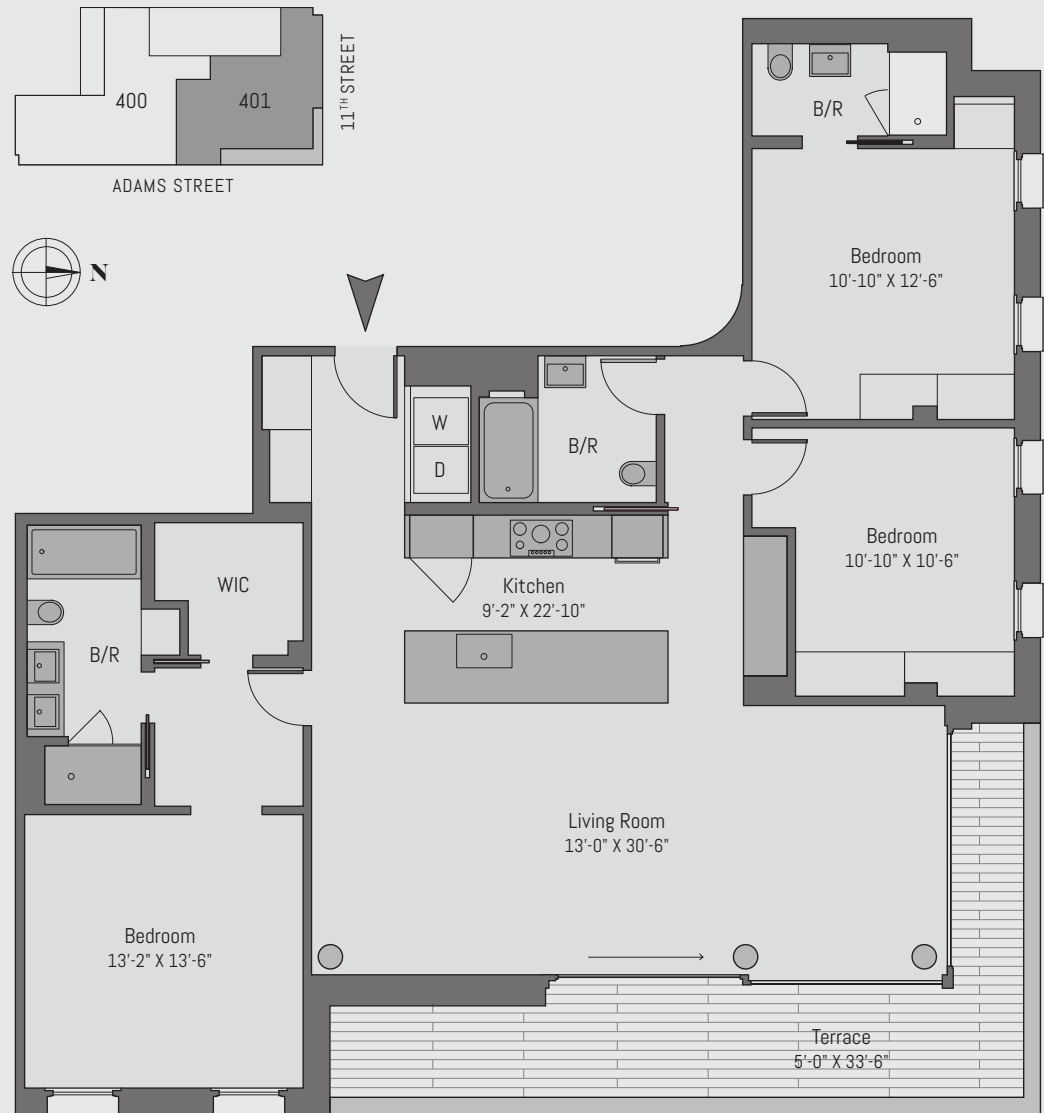 400
401
11TH STREET
ADAMS STREET
N
B/R
Bedroom
10'-10" X 12'-6"
W
D
B/R
Bedroom
10'-10" X 10'-6"
Kitchen
9'-2" X 22'-10"
WIC
B/R
Living Room
13'-0" X 30'-6"
Bedroom
13'-2" X 13'-6"
Terrace
5'-0" X 33'-6"